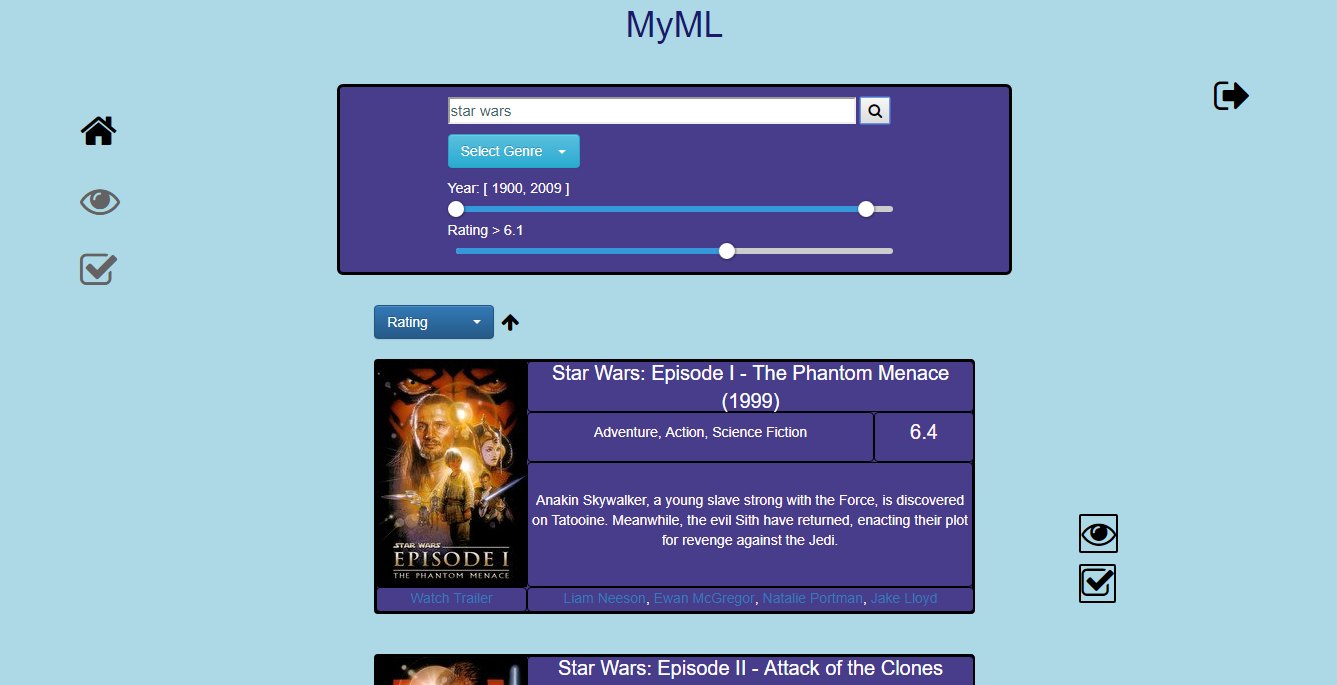 MyML
star wars
Select Genre
Year: [ 1900, 2009 ]
Rating > 6.1
Rating
Star Wars: Episode I - The Phantom Menace
(1999)
Adventure, Action, Science Fiction
6.4
Anakin Skywalker, a young slave strong with the Force, is discovered
on Tatooine. Meanwhile, the evil Sith have returned, enacting their plot
for revenge against the Jedi.
STAR WARS
EPISODE I
THE PHANTOM MENACE
Watch Trailer
Liam Neeson, Ewan McGregor, Natalie Portman, Jake Lloyd
Star Wars: Episode II - Attack of the Clones